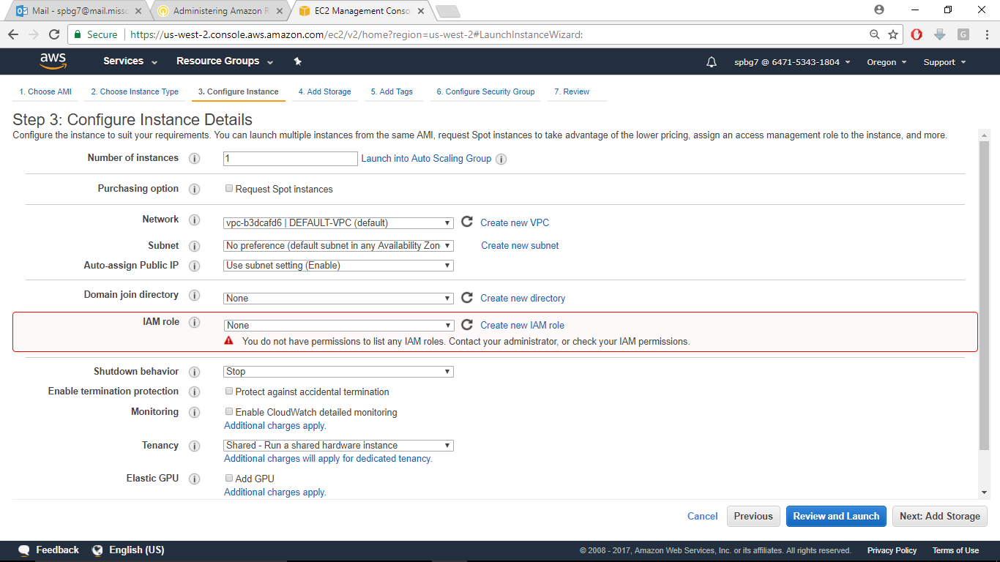 Mail - spbg7@mail.missc
Administering Amazon R
EC2 Management Conso
Secure
https://us-west-2.console.aws.amazon.com/ec2/v2/home?region=us-west-2#LaunchInstanceWizard:
G
aws
Services
Resource Groups
spbg7 @ 6471-5343-1804
Oregon
Support
1. Choose AMI
2. Choose Instance Type
3. Configure Instance
4. Add Storage
5. Add Tags
6. Configure Security Group
7. Review
Step 3: Configure Instance Details
Configure the instance to suit your requirements. You can launch multiple instances from the same AMI, request Spot instances to take advantage of the lower pricing, assign an access management role to the instance, and more.
Number of instances
1
Launch into Auto Scaling Group
Purchasing option
Request Spot instances
Network
vpc-b3dcafd6 | DEFAULT-VPC (default)
Create new VPC
Subnet
No preference (default subnet in any Availability Zon
Create new subnet
Auto-assign Public IP
Use subnet setting (Enable)
Domain join directory
None
Create new directory
IAM role
None
Create new IAM role
You do not have permissions to list any IAM roles. Contact your administrator, or check your IAM permissions.
Shutdown behavior
Stop
Enable termination protection
Protect against accidental termination
Monitoring
Enable CloudWatch detailed monitoring
Additional charges apply.
Tenancy
Shared - Run a shared hardware instance
Additional charges will apply for dedicated tenancy.
Elastic GPU
Add GPU
Additional charges apply.
Cancel
Previous
Review and Launch
Next: Add Storage
Feedback
English (US)
© 2008 - 2017, Amazon Web Services, Inc. or its affiliates. All rights reserved.
Privacy Policy
Terms of Use